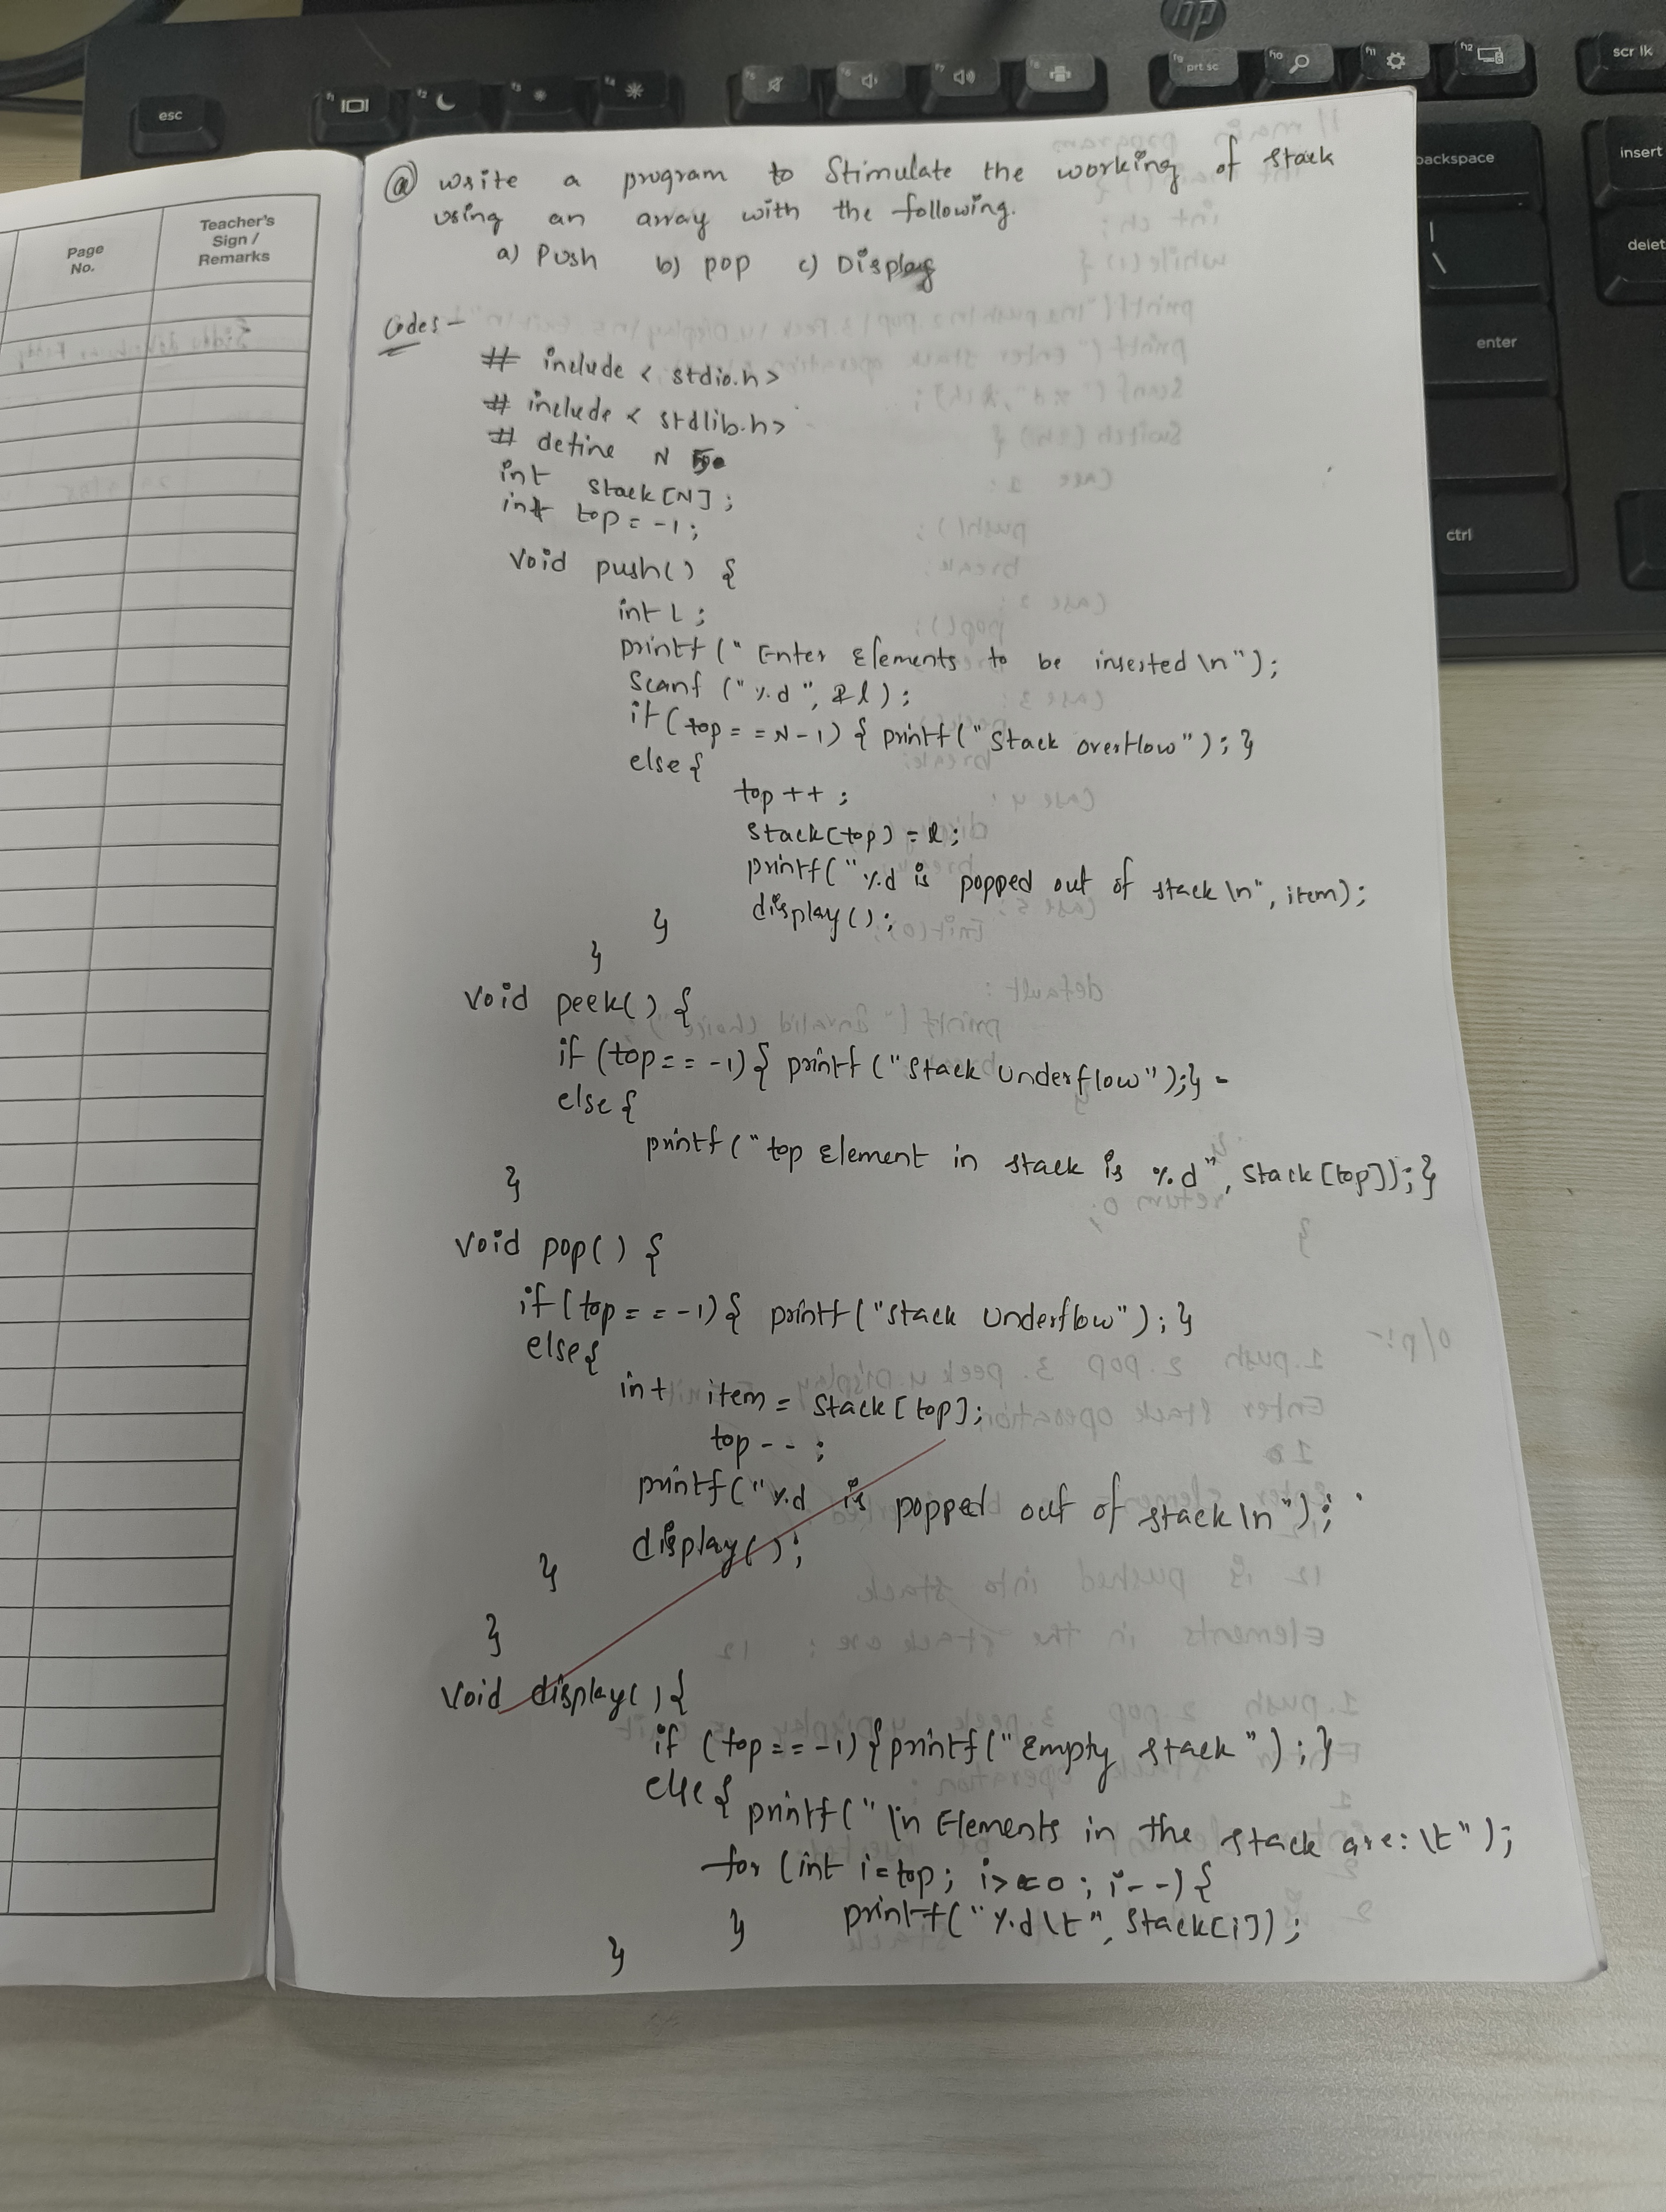 hp
esc
prt sc
scr lk
backspace
insert
enter
ctrl
Page
No.
Teacher's
Sign /
Remarks
@ write a program to Stimulate the working of stack
using an array with the following.
a) Push b) pop c) Display
Codes -
# include < stdio.h>
# include < stdlib.h>
# define N
int Stack [N];
int top = -1;
void push() {
int l;
printf (" Enter Elements to be inserted \n");
Scanf ("%d", &l);
if (top = = N-1) { printf ("Stack overflow"); }
else {
top ++ ;
Stack[top] = l;
printf(" %d is popped out of stack \n", item);
display();
}
}
void peek() {
if (top = = -1) { printf ("Stack underflow");}
else {
printf ("top Element in stack is %d", Stack [top]);}
}
void pop() {
if (top = = -1) { printf("Stack Underflow"); }
else {
int item = Stack [top];
top - - ;
printf("%d is popped out of stack \n");
display();
}
}
void display() {
if (top = = -1) { printf(" Empty stack "); }
else { printf(" \n Elements in the stack are: \t ");
for (int i = top; i > = 0; i--) {
printf("%d \t", Stack[i]);
}
}